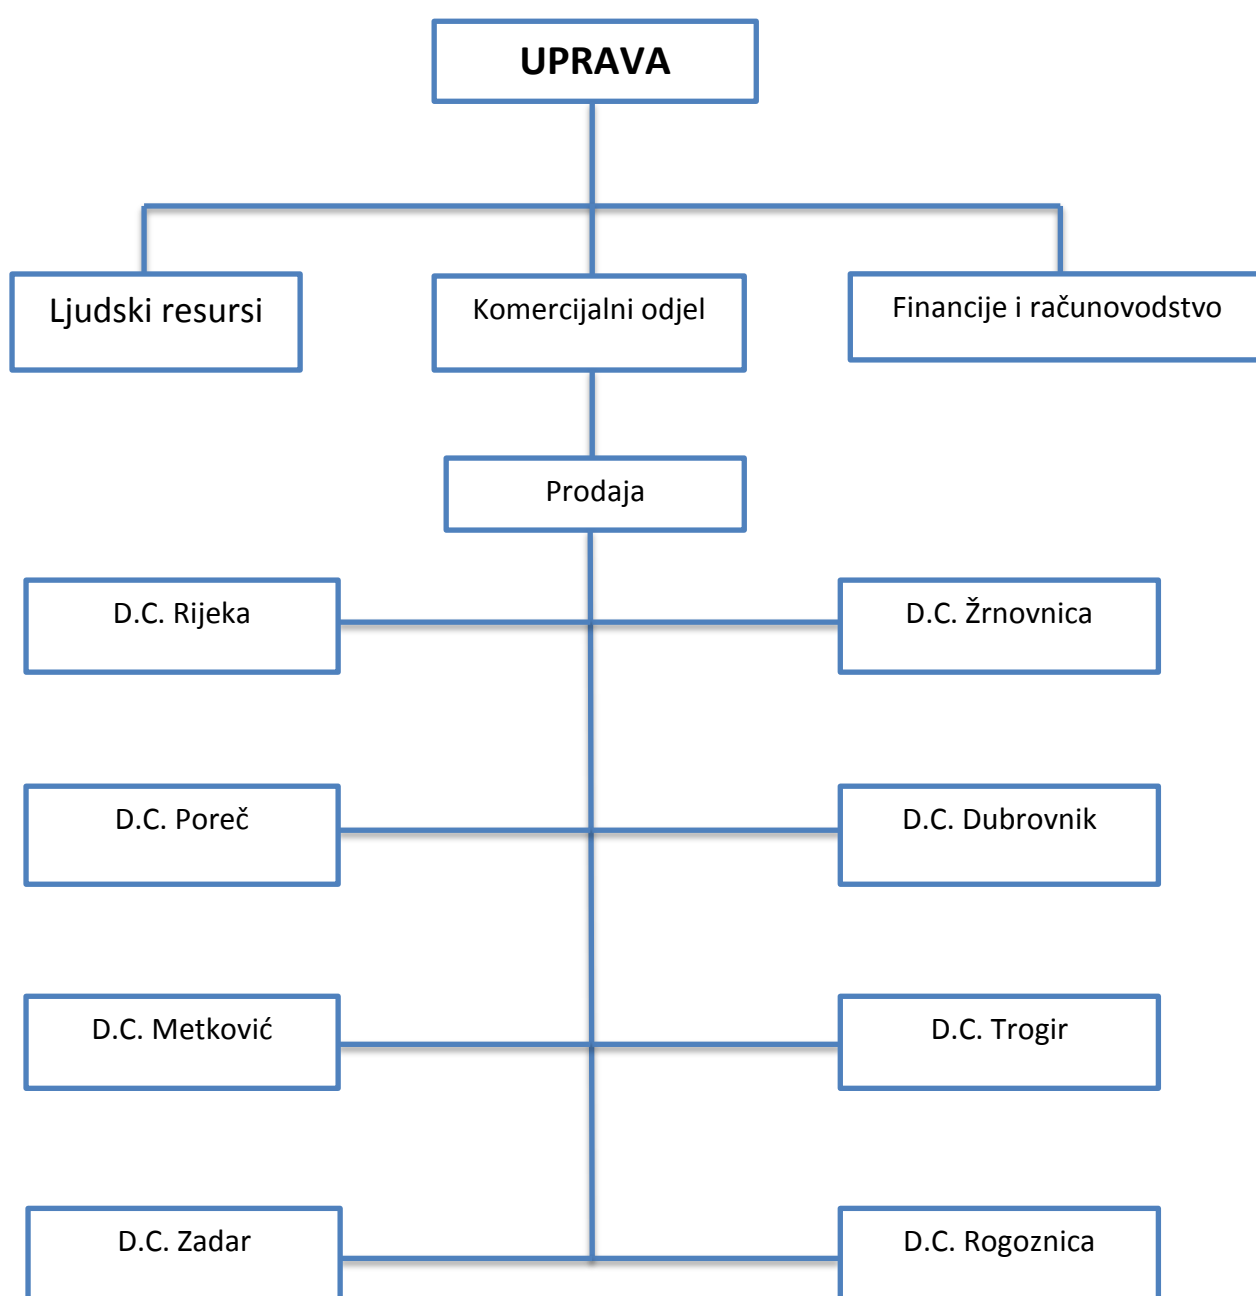 UPRAVA
Ljudski resursi
Komercijalni odjel
Financije i računovodstvo
Prodaja
D.C. Rijeka
D.C. Žrnovnica
D.C. Poreč
D.C. Dubrovnik
D.C. Metković
D.C. Trogir
D.C. Zadar
D.C. Rogoznica